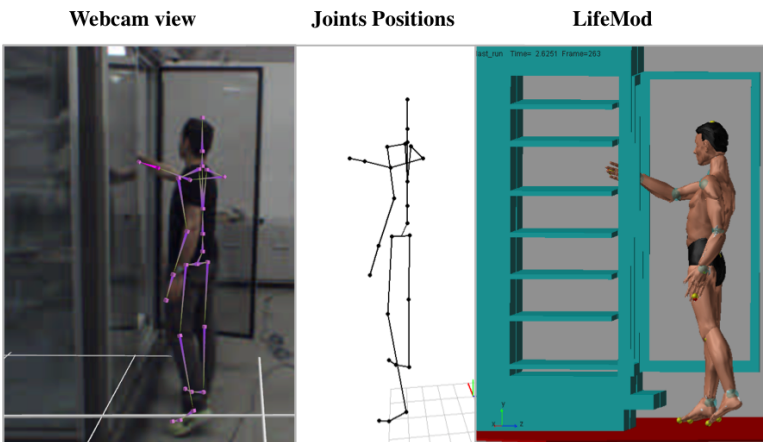 Webcam view
Joints Positions
LifeMod
last_run Time= 2.6251 Frame=263
Y
X
Z